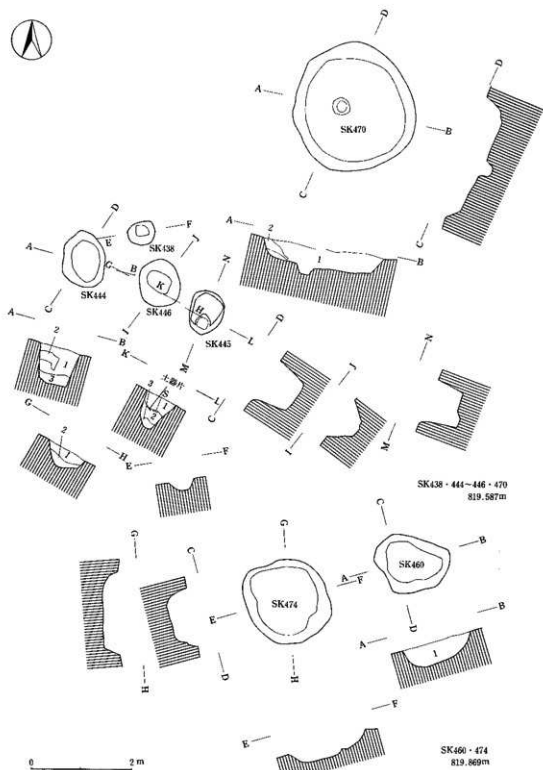 D
A
SK470
B
C
D
C
A
2
1
B
D
E
F
SK438
J
A
G
B
K
N
SK444
SK446
H
SK445
C
I
M
L
A
2
1
3
B
K
土器片
S
3
1
2
L
C
D
J
N
I
M
G
2
1
H
E
F
SK438・444~446・470
819.587m
G
H
C
D
G
E
SK474
F
H
C
A
SK460
B
D
A
1
B
E
F
SK460・474
819.869m
0
2 m